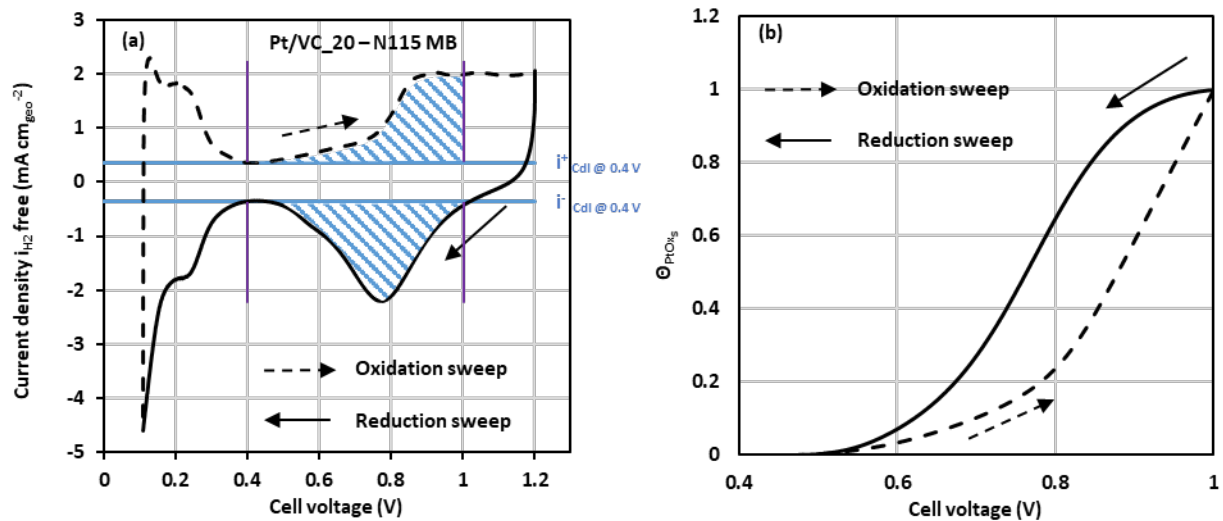 (a)
Pt/VC_20 – N115 MB
3
2
1
0
-1
-2
-3
-4
-5
Current density i_H2 free (mA cm_geo^-2)
i^+ Cdl @ 0.4 V
i^- Cdl @ 0.4 V
Oxidation sweep
Reduction sweep
0 0.2 0.4 0.6 0.8 1 1.2
Cell voltage (V)
(b)
1.2
1
0.8
0.6
0.4
0.2
0
Θ_PtOx_s
Oxidation sweep
Reduction sweep
0.4 0.6 0.8 1
Cell voltage (V)